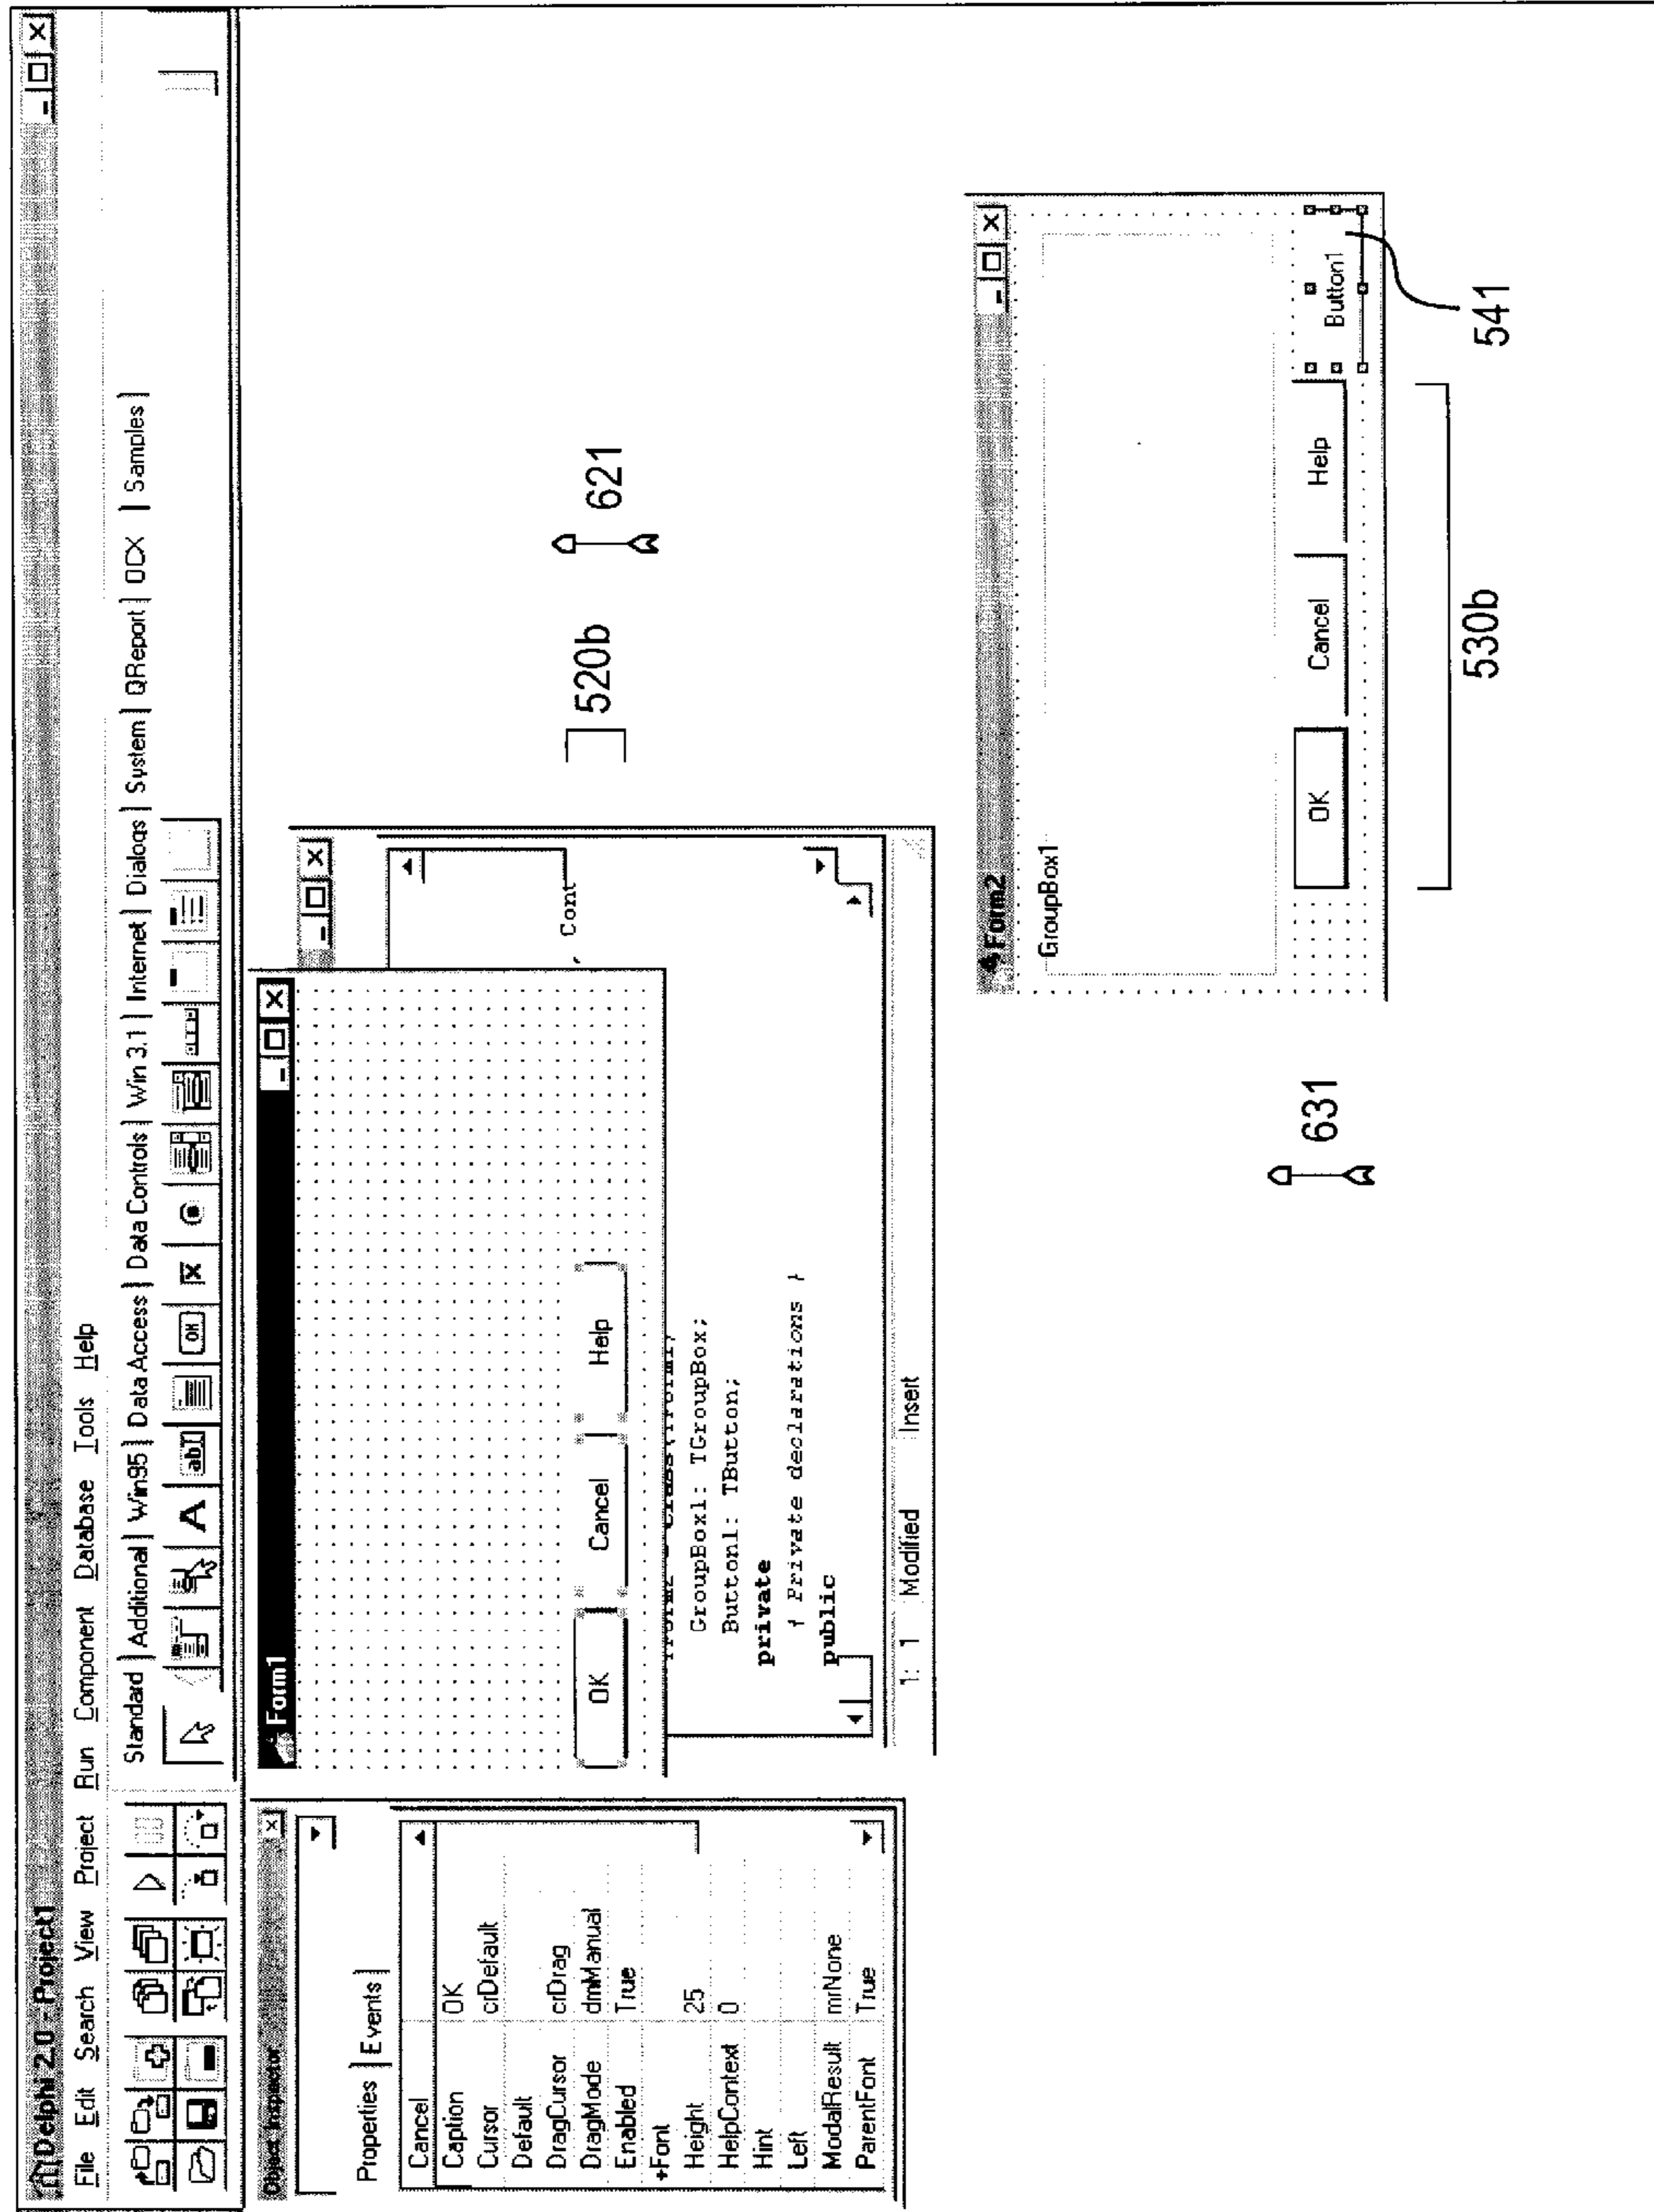 Delphi 2.0 - Project1
File Edit Search View Project Run Component Database Tools Help
Standard Additional Win95 Data Access Data Controls Win 3.1 Internet Dialogs System QReport OCX Samples
A ab OK
Object Inspector
Properties Events
Cancel
Caption OK
Cursor crDefault
Default
DragCursor crDrag
DragMode dmManual
Enabled True
+Font
Height 25
HelpContext 0
Hint
Left
ModalResult mrNone
ParentFont True
Form1
OK Cancel Help
, Cont
GroupBox1: TGroupBox;
Button1: TButton;
private
{ Private declarations }
public
1: 1 Modified Insert
520b
621
Form2
GroupBox1
OK Cancel Help Button1
530b
541
631